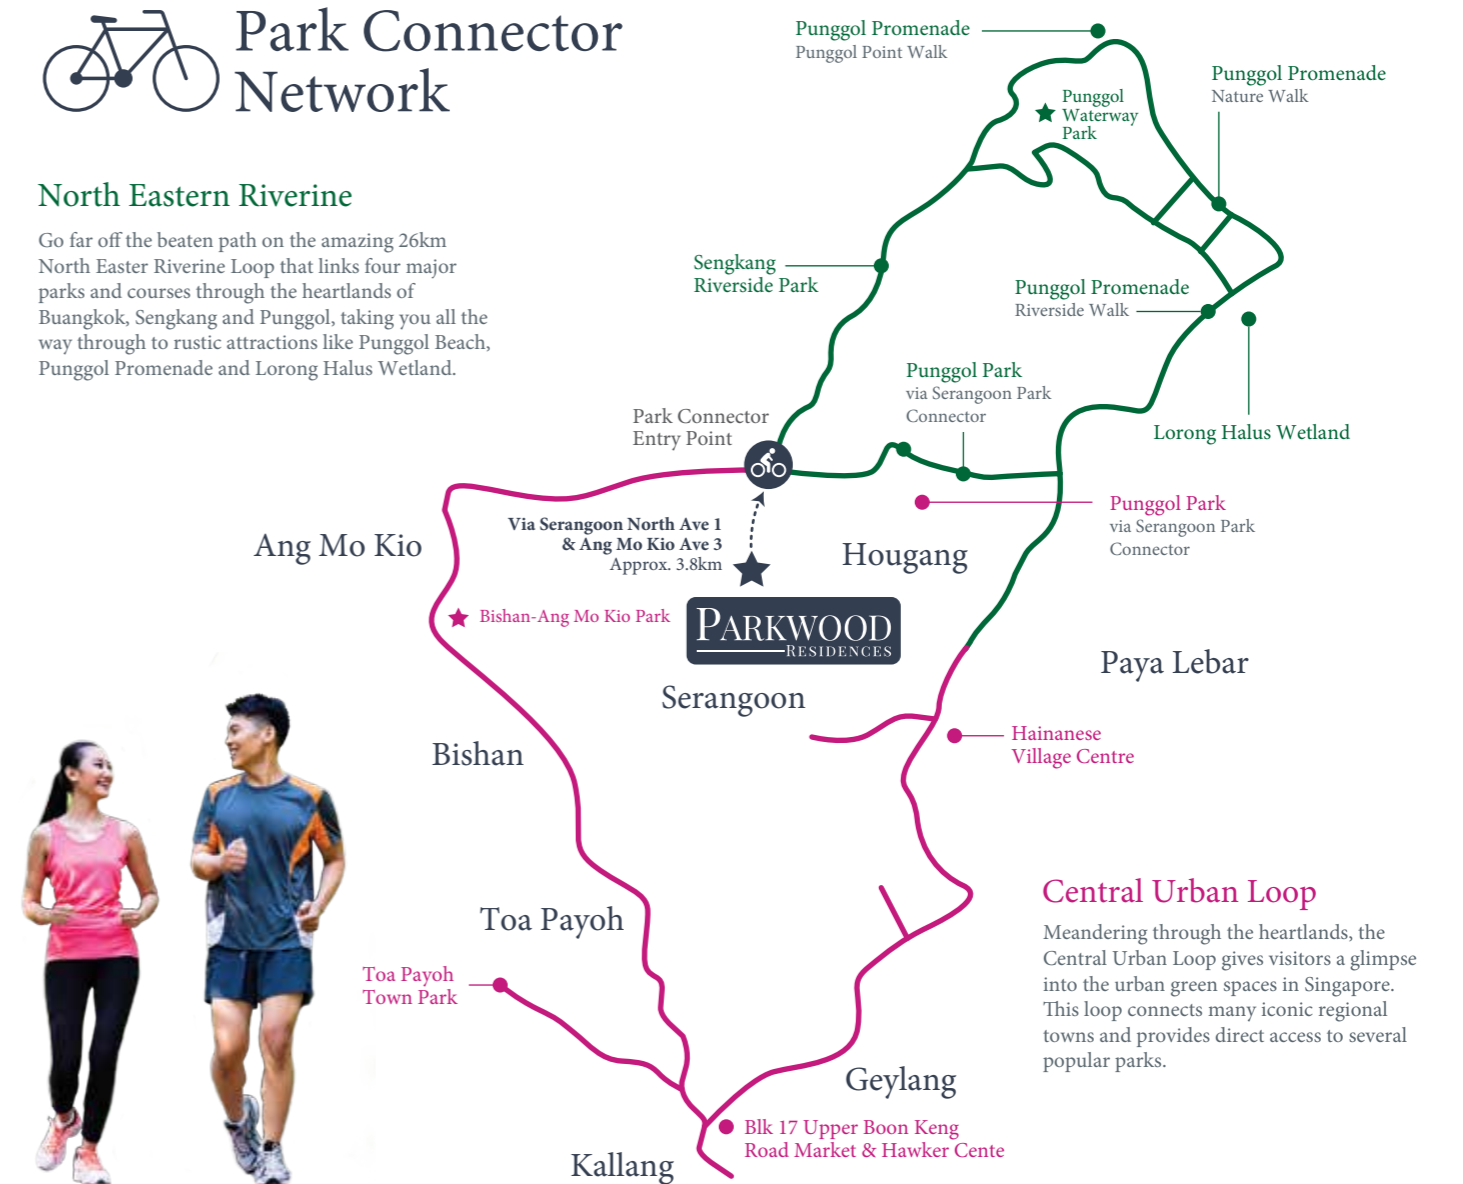 Park Connector
Network
North Eastern Riverine
Go far off the beaten path on the amazing 26km
North Easter Riverine Loop that links four major
parks and courses through the heartlands of
Buangkok, Sengkang and Punggol, taking you all the
way through to rustic attractions like Punggol Beach,
Punggol Promenade and Lorong Halus Wetland.
Punggol Promenade
Punggol Point Walk
Punggol Promenade
Nature Walk
Punggol
Waterway
Park
Sengkang
Riverside Park
Punggol Promenade
Riverside Walk
Punggol Park
via Serangoon Park
Connector
Lorong Halus Wetland
Park Connector
Entry Point
Punggol Park
via Serangoon Park
Connector
Via Serangoon North Ave 1
& Ang Mo Kio Ave 3
Approx. 3.8km
Ang Mo Kio
Hougang
Bishan-Ang Mo Kio Park
PARKWOOD
RESIDENCES
Paya Lebar
Serangoon
Hainanese
Village Centre
Bishan
Toa Payoh
Toa Payoh
Town Park
Central Urban Loop
Meandering through the heartlands, the
Central Urban Loop gives visitors a glimpse
into the urban green spaces in Singapore.
This loop connects many iconic regional
towns and provides direct access to several
popular parks.
Geylang
Blk 17 Upper Boon Keng
Road Market & Hawker Cente
Kallang